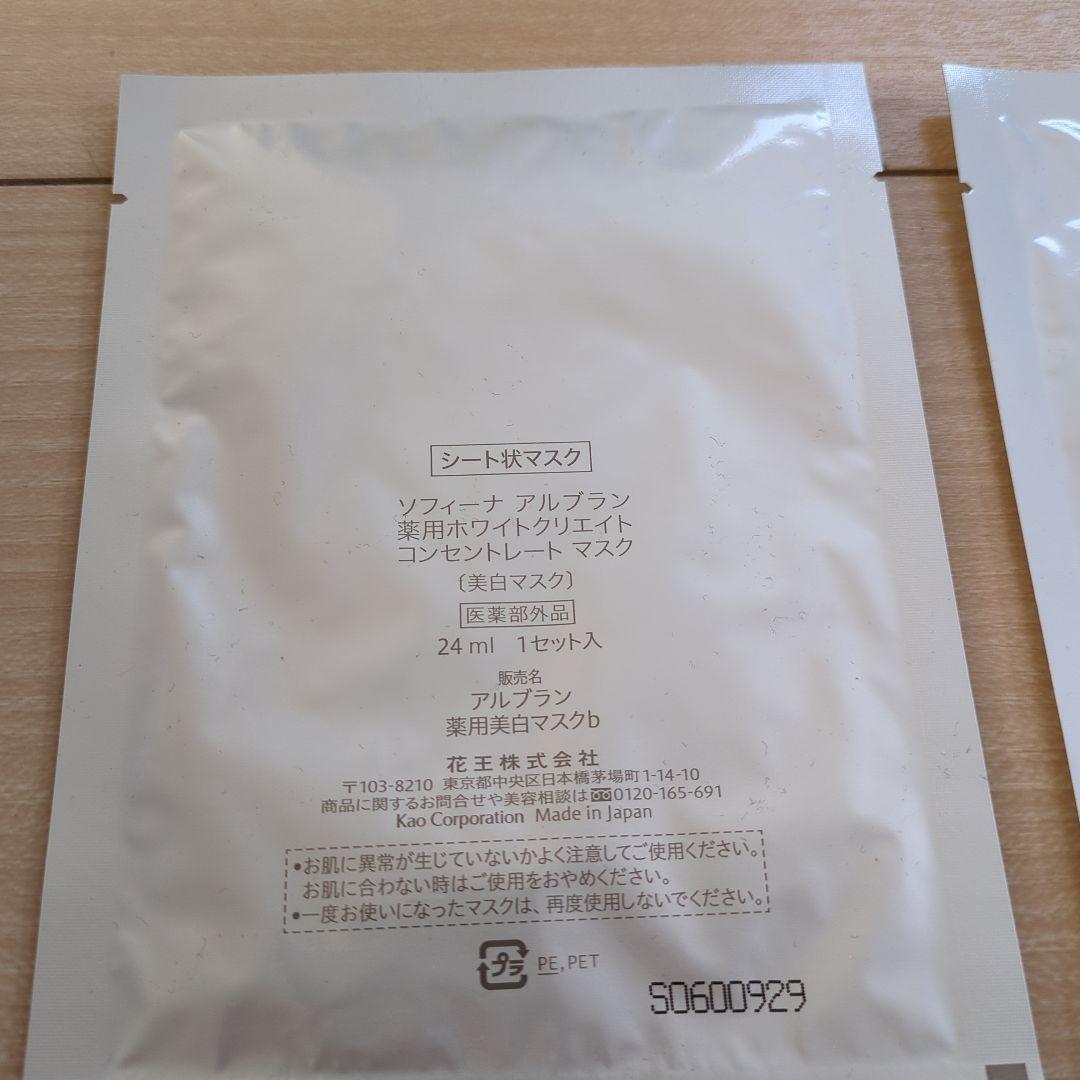 シート状マスク
ソフィーナ アルブラン
薬用ホワイトクリエイト
コンセントレート マスク
〔美白マスク〕
医薬部外品
24 ml 1セット入
販売名
アルブラン
薬用美白マスクb
花王株式会社
〒103-8210 東京都中央区日本橋茅場町1-14-10
商品に関するお問合せや美容相談は0120-165-691
Kao Corporation Made in Japan
•お肌に異常が生じていないかよく注意してご使用ください。
お肌に合わない時はご使用をおやめください。
•一度お使いになったマスクは、再度使用しないでください。
プラ PE, PET
S0600929